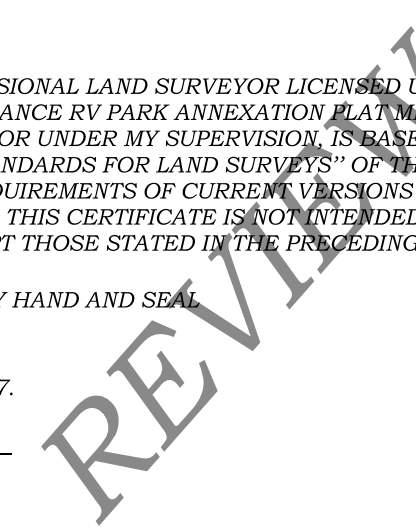 SIONAL LAND SURVEYOR LICENSED U
ANCE RV PARK ANNEXATION PLAT M
OR UNDER MY SUPERVISION, IS BASE
ANDARDS FOR LAND SURVEYS” OF TH
QUIREMENTS OF CURRENT VERSIONS
THIS CERTIFICATE IS NOT INTENDED
PT THOSE STATED IN THE PRECEDING
Y HAND AND SEAL
7.
REVIEW